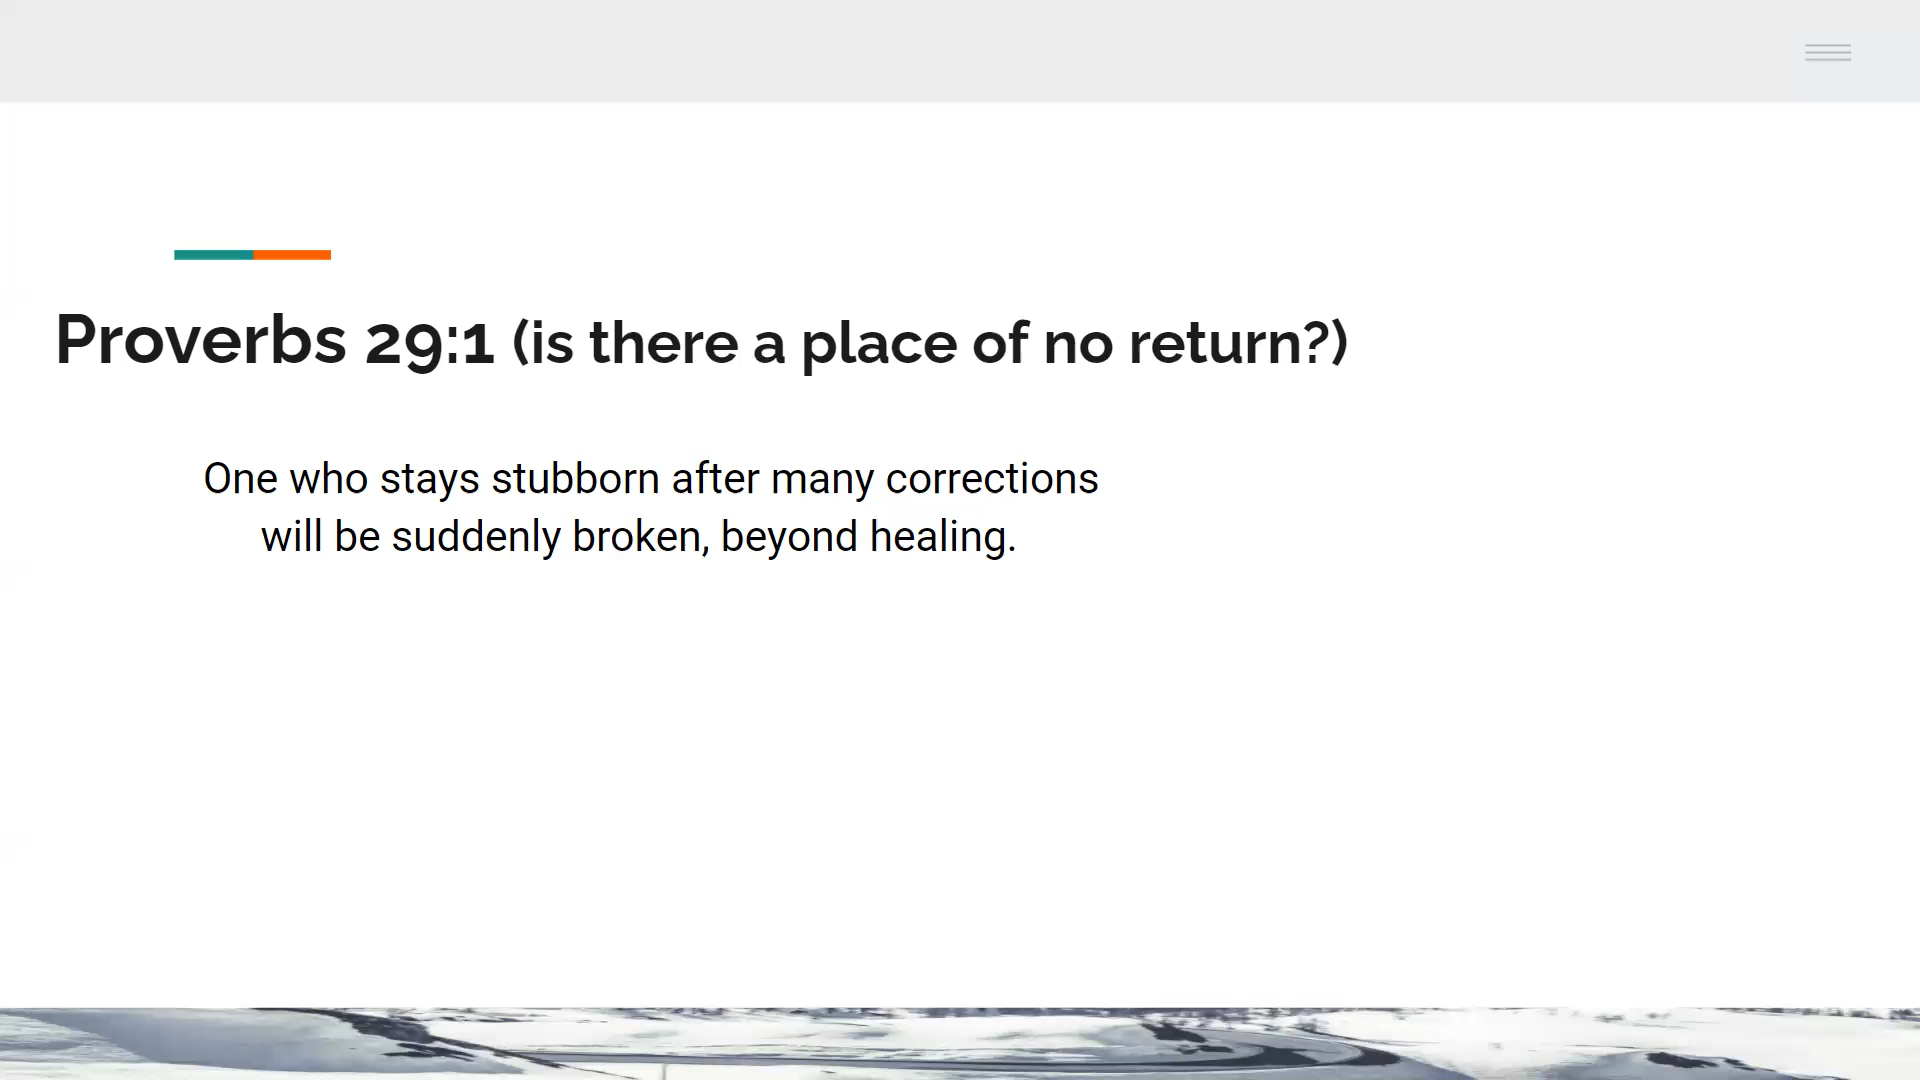 Proverbs 29:1 (is there a place of no return?)
One who stays stubborn after many corrections
will be suddenly broken, beyond healing.